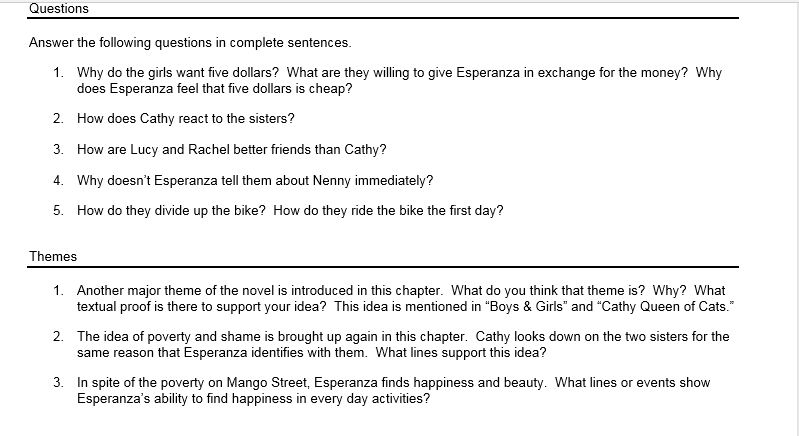 Questions
Answer the following questions in complete sentences.
1. Why do the girls want five dollars? What are they willing to give Esperanza in exchange for the money? Why
does Esperanza feel that five dollars is cheap?
2. How does Cathy react to the sisters?
3. How are Lucy and Rachel better friends than Cathy?
4. Why doesn't Esperanza tell them about Nenny immediately?
5. How do they divide up the bike? How do they ride the bike the first day?
Themes
1. Another major theme of the novel is introduced in this chapter. What do you think that theme is? Why? What
textual proof is there to support your idea? This idea is mentioned in “Boys & Girls” and “Cathy Queen of Cats.”
2. The idea of poverty and shame is brought up again in this chapter. Cathy looks down on the two sisters for the
same reason that Esperanza identifies with them. What lines support this idea?
3. In spite of the poverty on Mango Street, Esperanza finds happiness and beauty. What lines or events show
Esperanza’s ability to find happiness in every day activities?